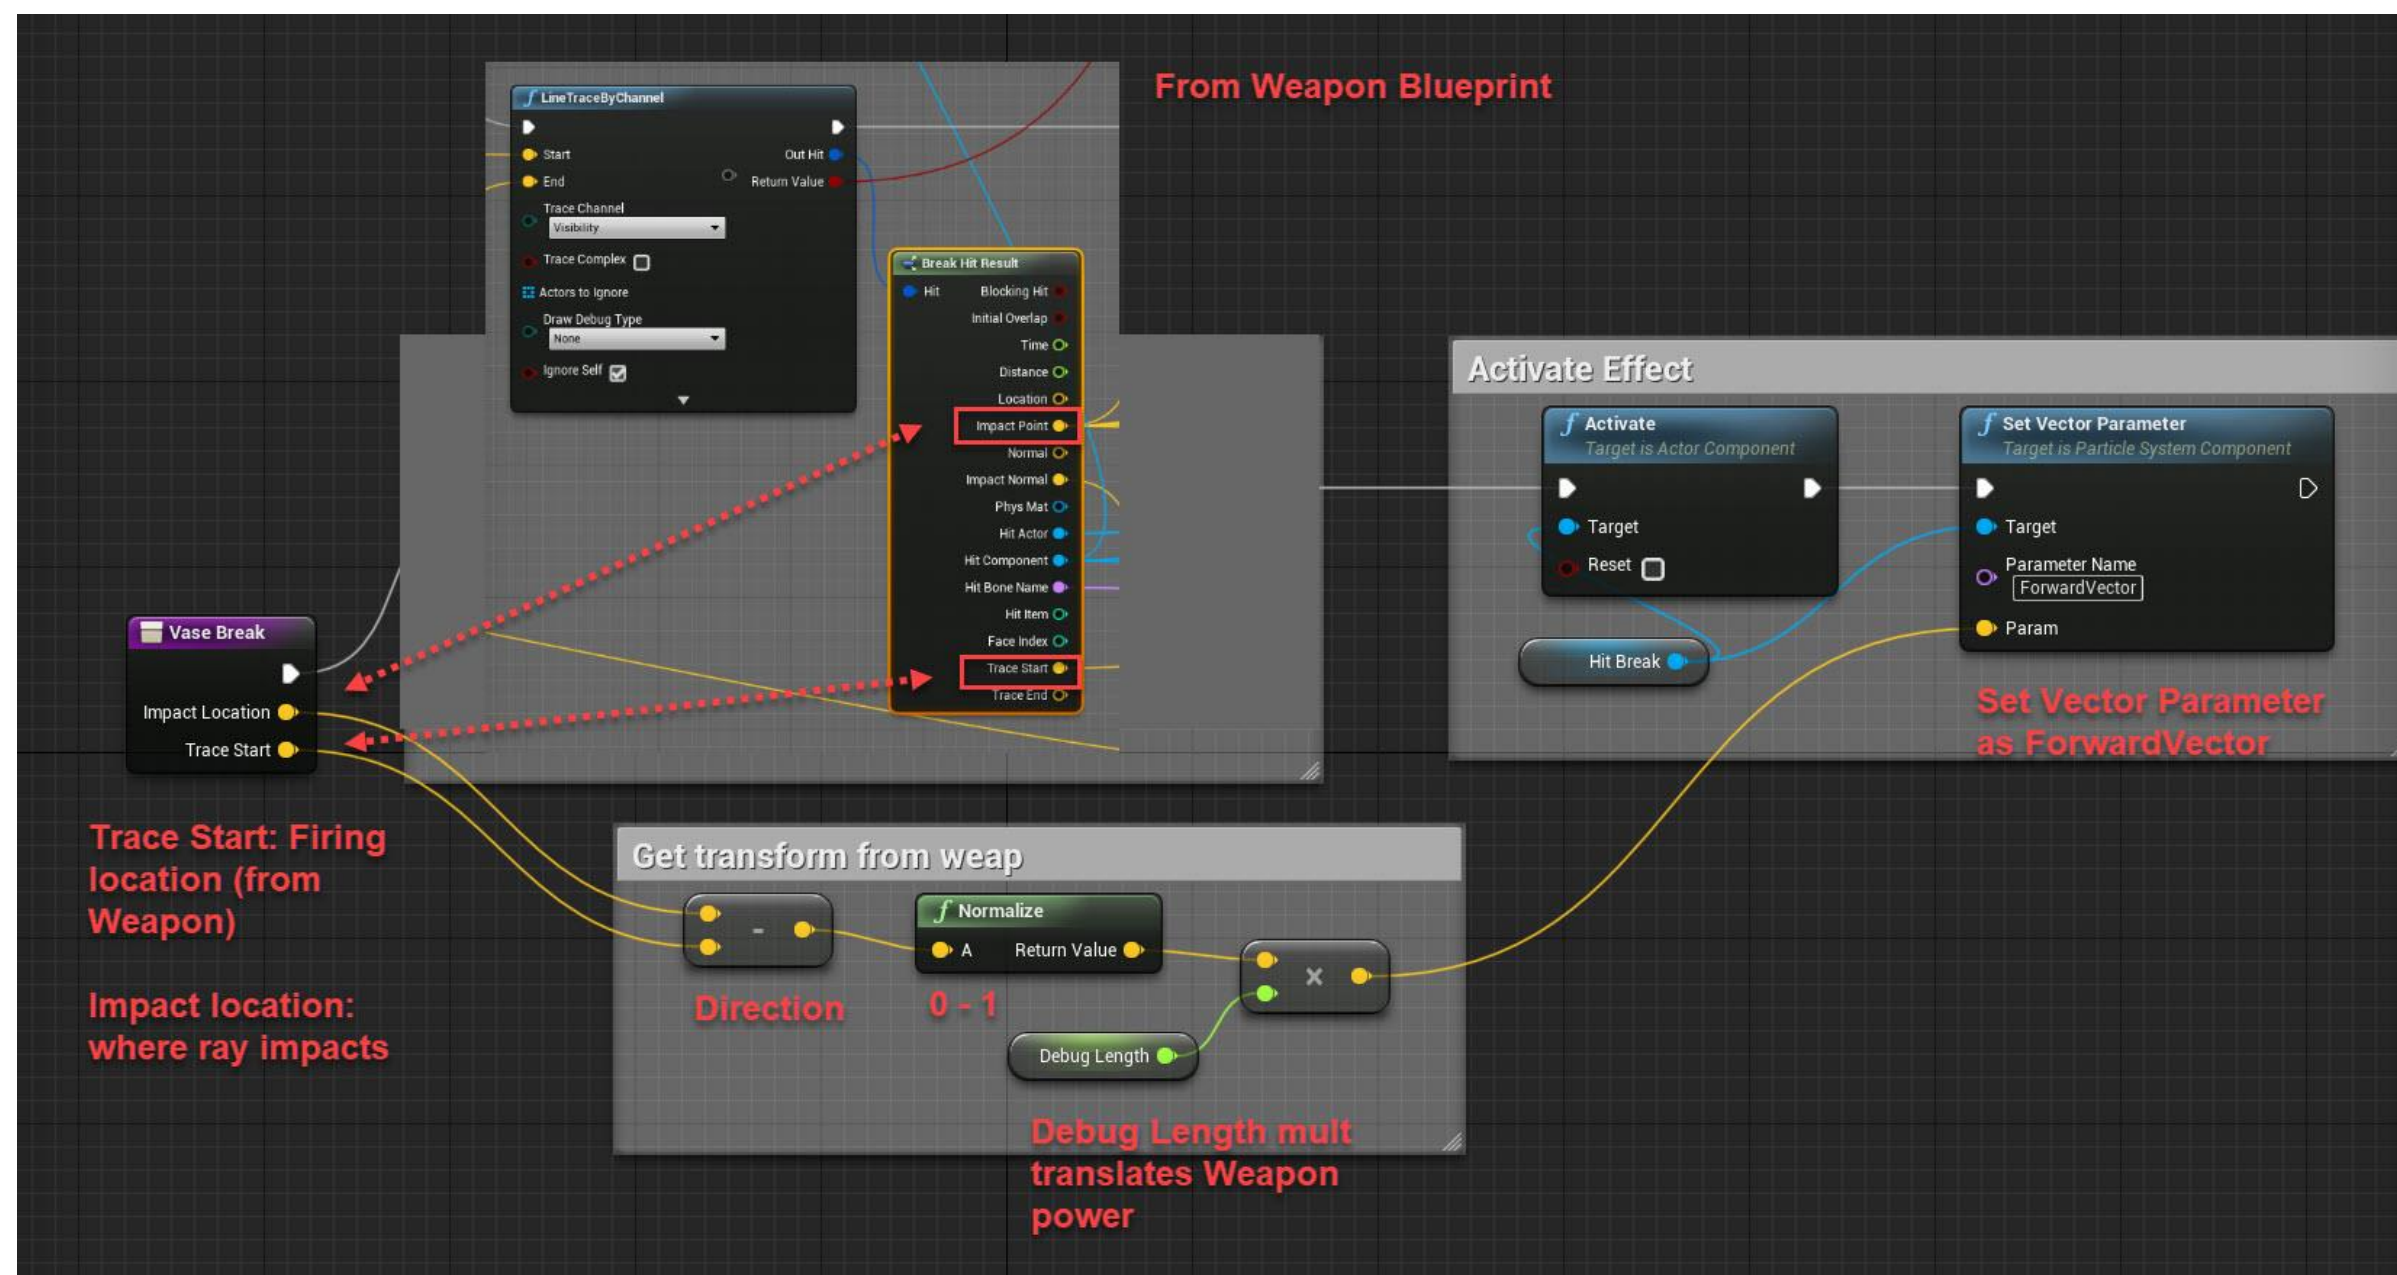 From Weapon Blueprint
f LineTraceByChannel
Start
Out Hit
End
Return Value
Trace Channel
Visibility
Trace Complex
Actors to Ignore
Draw Debug Type
None
Ignore Self
Break Hit Result
Hit
Blocking Hit
Initial Overlap
Time
Distance
Location
Impact Point
Normal
Impact Normal
Phys Mat
Hit Actor
Hit Component
Hit Bone Name
Hit Item
Face Index
Trace Start
Trace End
Activate Effect
f Activate
Target is Actor Component
Target
Reset
Hit Break
f Set Vector Parameter
Target is Particle System Component
Target
Parameter Name
ForwardVector
Param
Set Vector Parameter
as ForwardVector
Vase Break
Impact Location
Trace Start
Trace Start: Firing
location (from
Weapon)
Impact location:
where ray impacts
Get transform from weap
-
f Normalize
A
Return Value
×
Direction
0 - 1
Debug Length
Debug Length mult
translates Weapon
power